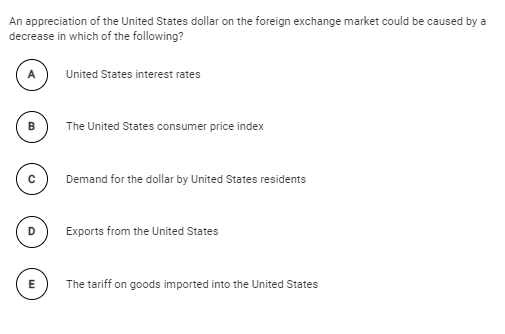 An appreciation of the United States dollar on the foreign exchange market could be caused by a
decrease in which of the following?
A United States interest rates
B The United States consumer price index
C Demand for the dollar by United States residents
D Exports from the United States
E The tariff on goods imported into the United States